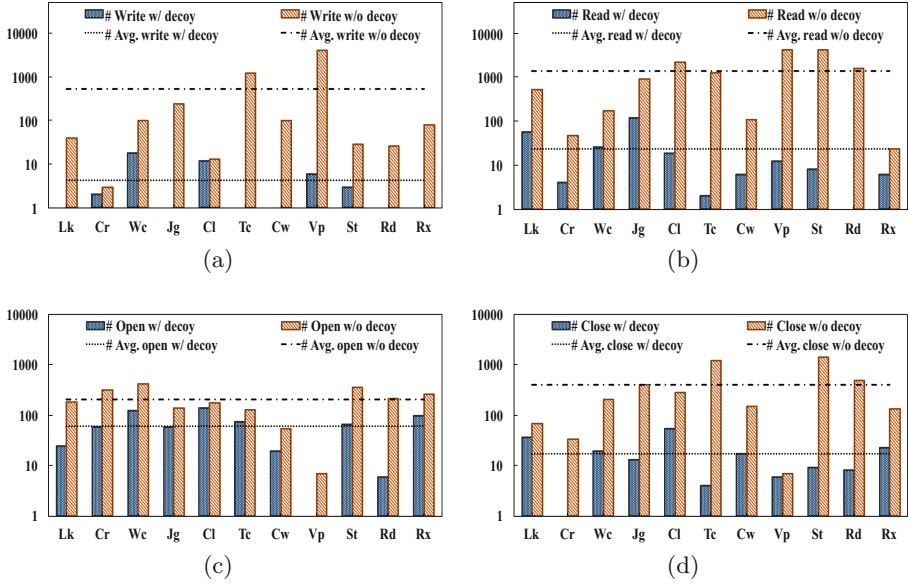 # Write w/ decoy # Write w/o decoy
# Avg. write w/ decoy # Avg. write w/o decoy
10000
1000
100
10
1
Lk Cr Wc Jg Cl Tc Cw Vp St Rd Rx
(a)
# Read w/ decoy # Read w/o decoy
# Avg. read w/ decoy # Avg. read w/o decoy
10000
1000
100
10
1
Lk Cr Wc Jg Cl Tc Cw Vp St Rd Rx
(b)
# Open w/ decoy # Open w/o decoy
# Avg. open w/ decoy # Avg. open w/o decoy
10000
1000
100
10
1
Lk Cr Wc Jg Cl Tc Cw Vp St Rd Rx
(c)
# Close w/ decoy # Close w/o decoy
# Avg. close w/ decoy # Avg. close w/o decoy
10000
1000
100
10
1
Lk Cr Wc Jg Cl Tc Cw Vp St Rd Rx
(d)